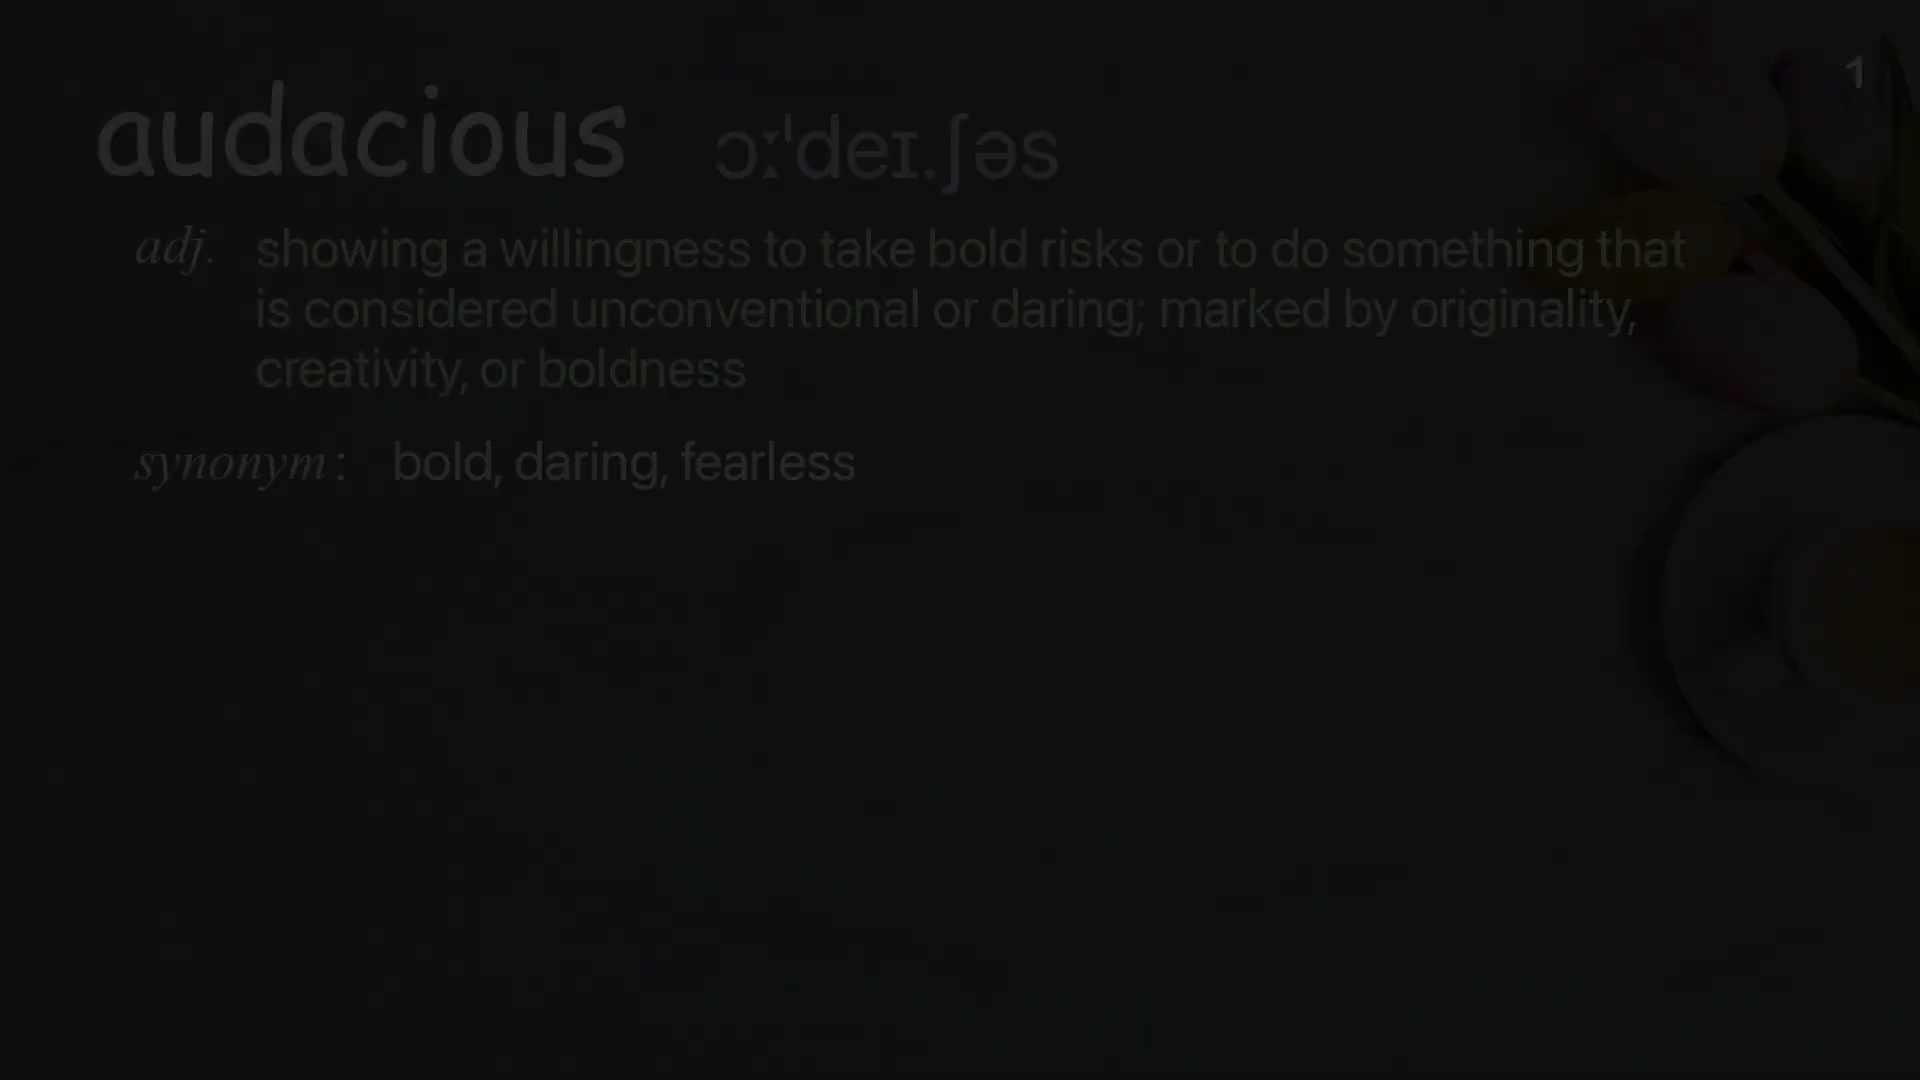 1
audacious ɔːˈdeɪ.ʃəs
adj. showing a willingness to take bold risks or to do something that
is considered unconventional or daring; marked by originality,
creativity, or boldness
synonym : bold, daring, fearless